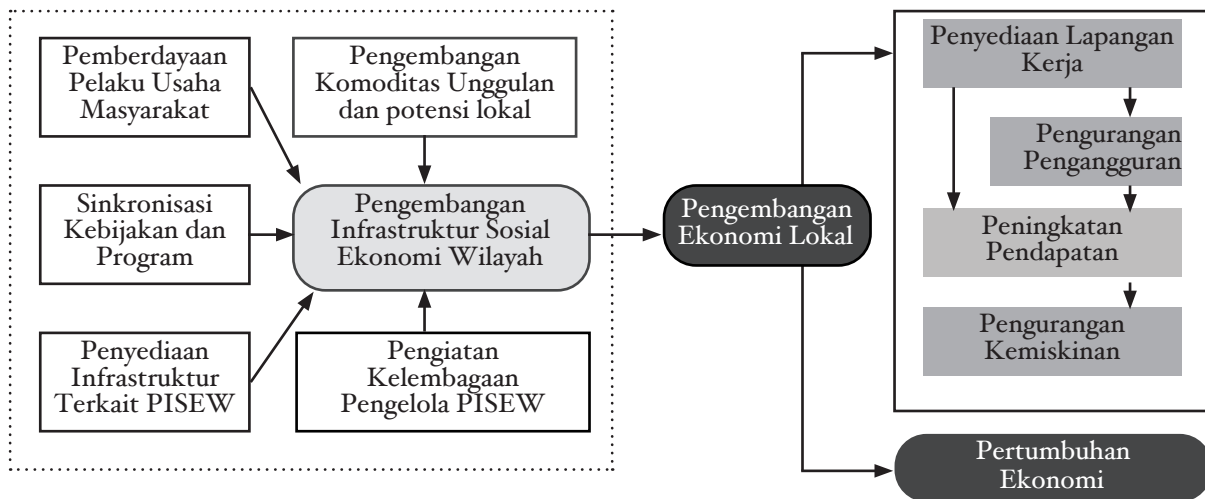 Pemberdayaan
Pelaku Usaha
Masyarakat
Pengembangan
Komoditas Unggulan
dan potensi lokal
Sinkronisasi
Kebijakan dan
Program
Pengembangan
Infrastruktur Sosial
Ekonomi Wilayah
Penyediaan
Infrastruktur
Terkait PISEW
Pengiatan
Kelembagaan
Pengelola PISEW
Pengembangan
Ekonomi Lokal
Penyediaan Lapangan
Kerja
Pengurangan
Pengangguran
Peningkatan
Pendapatan
Pengurangan
Kemiskinan
Pertumbuhan
Ekonomi